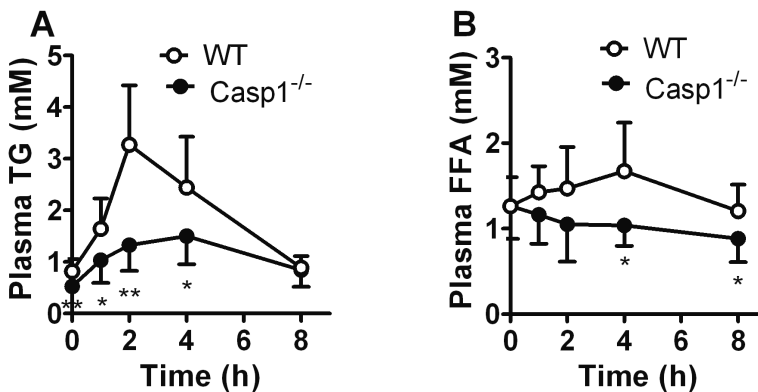 A
WT
Casp1-/-
Plasma TG (mM)
5
4
3
2
1
0
**
*
**
*
0 2 4 6 8
Time (h)
B
WT
Casp1-/-
Plasma FFA (mM)
3
2
1
0
*
*
0 2 4 6 8
Time (h)